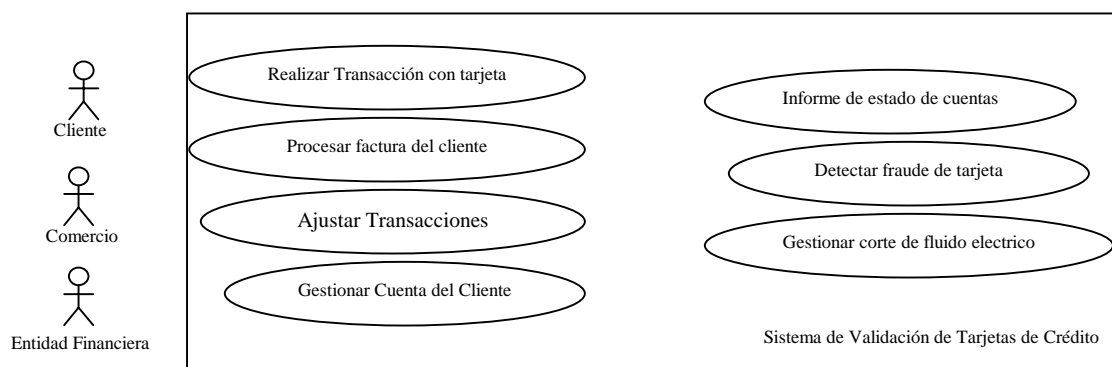 Realizar Transacción con tarjeta
Informe de estado de cuentas
Cliente
Procesar factura del cliente
Detectar fraude de tarjeta
Comercio
Ajustar Transacciones
Gestionar corte de fluido electrico
Gestionar Cuenta del Cliente
Entidad Financiera
Sistema de Validación de Tarjetas de Crédito